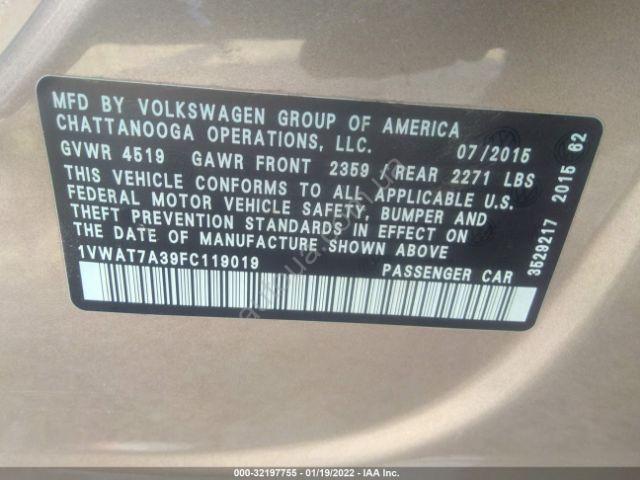 MFD BY VOLKSWAGEN GROUP OF AMERICA
CHATTANOOGA OPERATIONS, LLC. 07/2015
GVWR 4519 GAWR FRONT 2359 / REAR 2271 LBS
THIS VEHICLE CONFORMS TO ALL APPLICABLE U.S.
FEDERAL MOTOR VEHICLE SAFETY, BUMPER AND
THEFT PREVENTION STANDARDS IN EFFECT ON
THE DATE OF MANUFACTURE SHOWN ABOVE
1VWAT7A39FC119019 PASSENGER CAR
3529217 2015 62
000-32197755 - 01/19/2022 - IAA Inc.